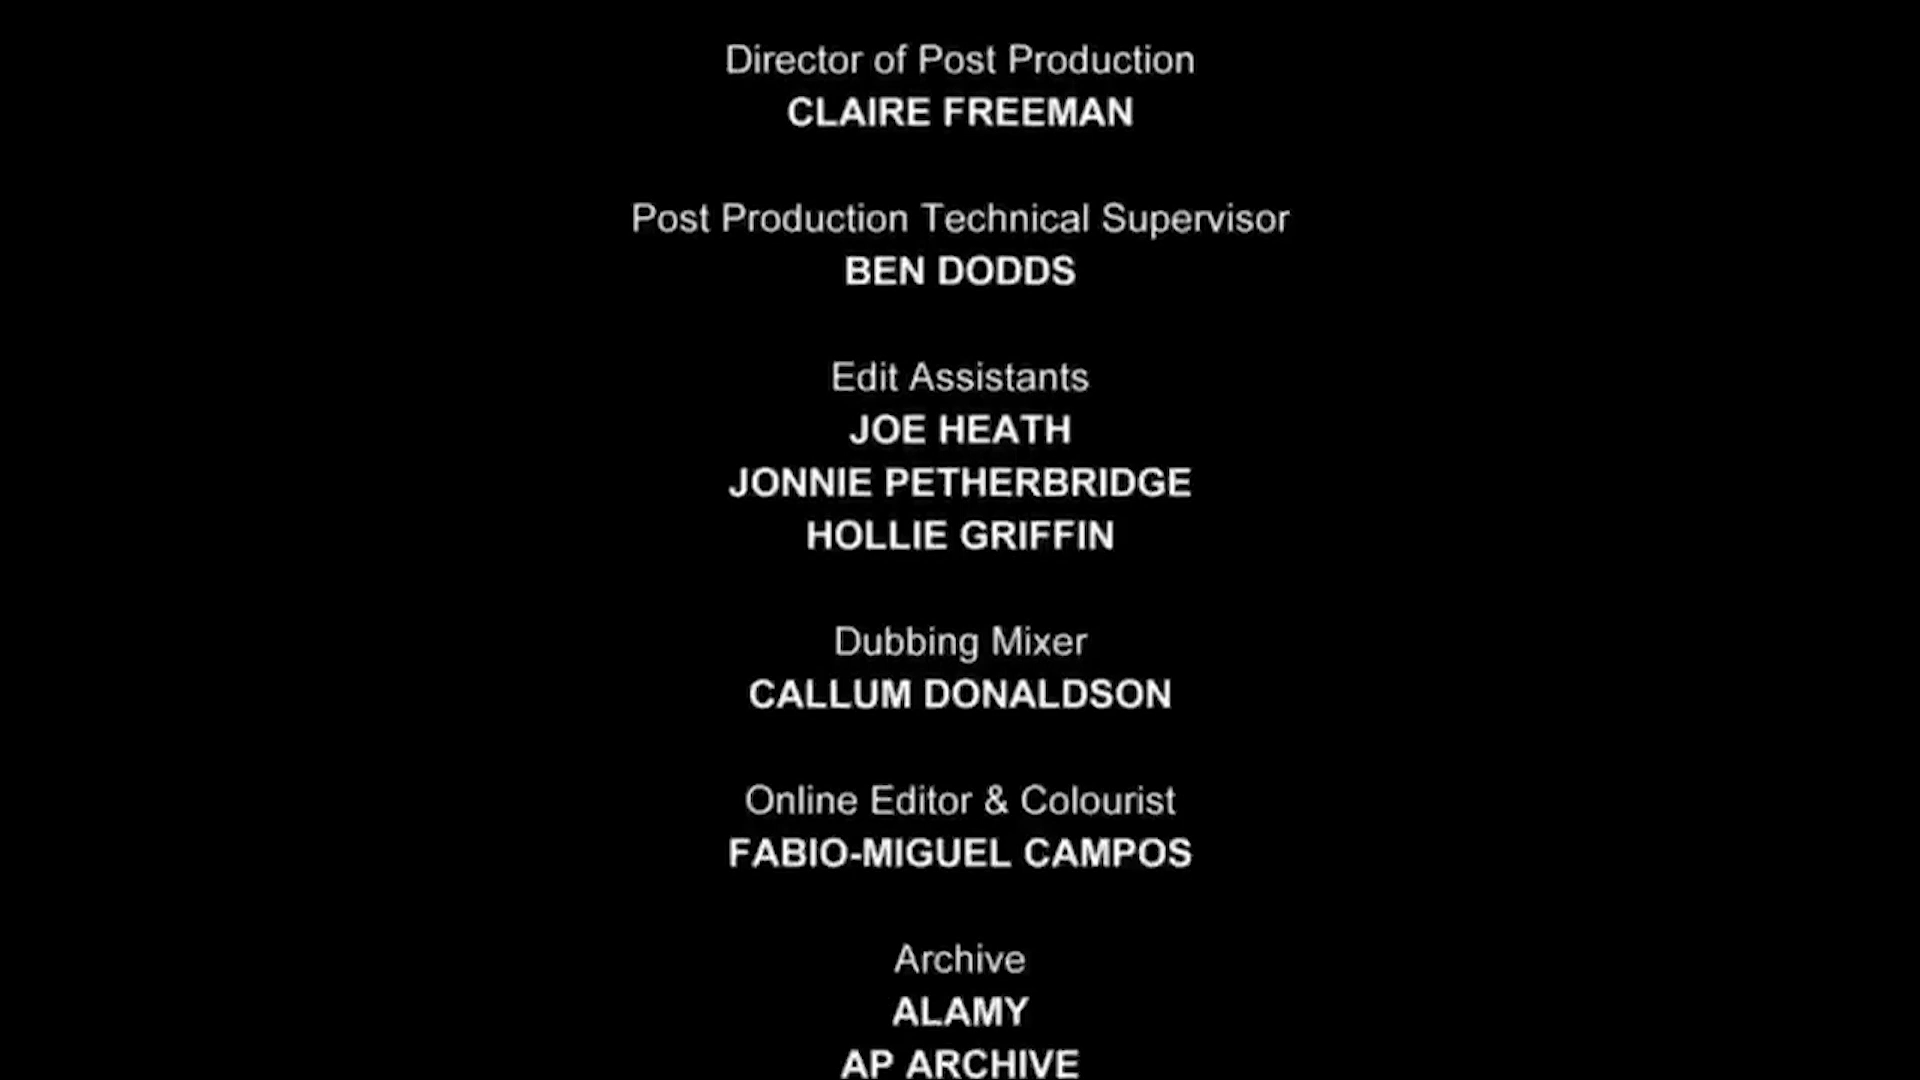 Director of Post Production
CLAIRE FREEMAN
Post Production Technical Supervisor
BEN DODDS
Edit Assistants
JOE HEATH
JONNIE PETHERBRIDGE
HOLLIE GRIFFIN
Dubbing Mixer
CALLUM DONALDSON
Online Editor & Colourist
FABIO-MIGUEL CAMPOS
Archive
ALAMY
AP ARCHIVE